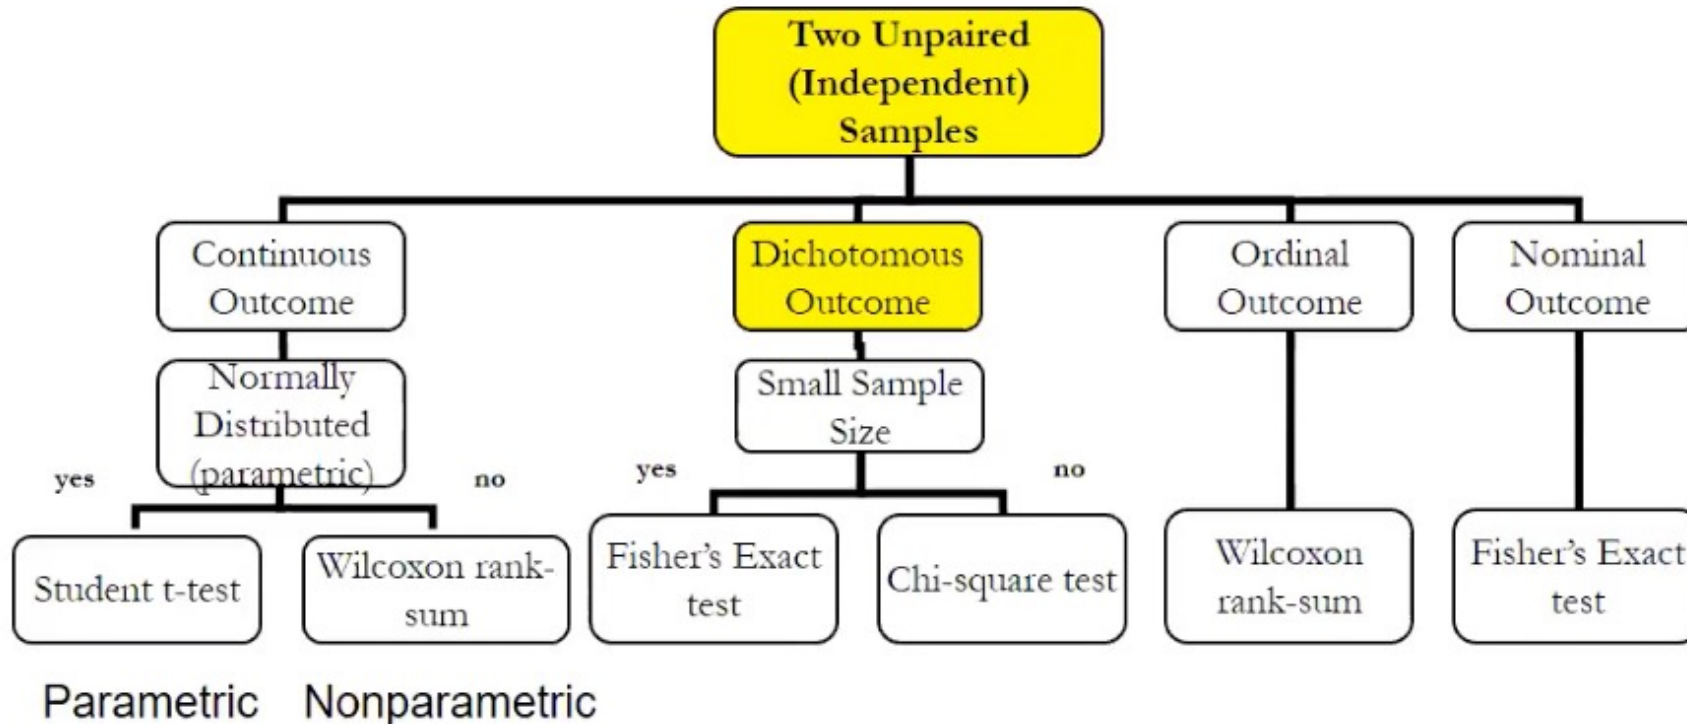 Two Unpaired
(Independent)
Samples
Continuous
Outcome
Dichotomous
Outcome
Ordinal
Outcome
Nominal
Outcome
Normally
Distributed
(parametric)
Small Sample
Size
yes
no
yes
no
Student t-test
Wilcoxon rank-
sum
Fisher's Exact
test
Chi-square test
Wilcoxon
rank-sum
Fisher's Exact
test
Parametric
Nonparametric